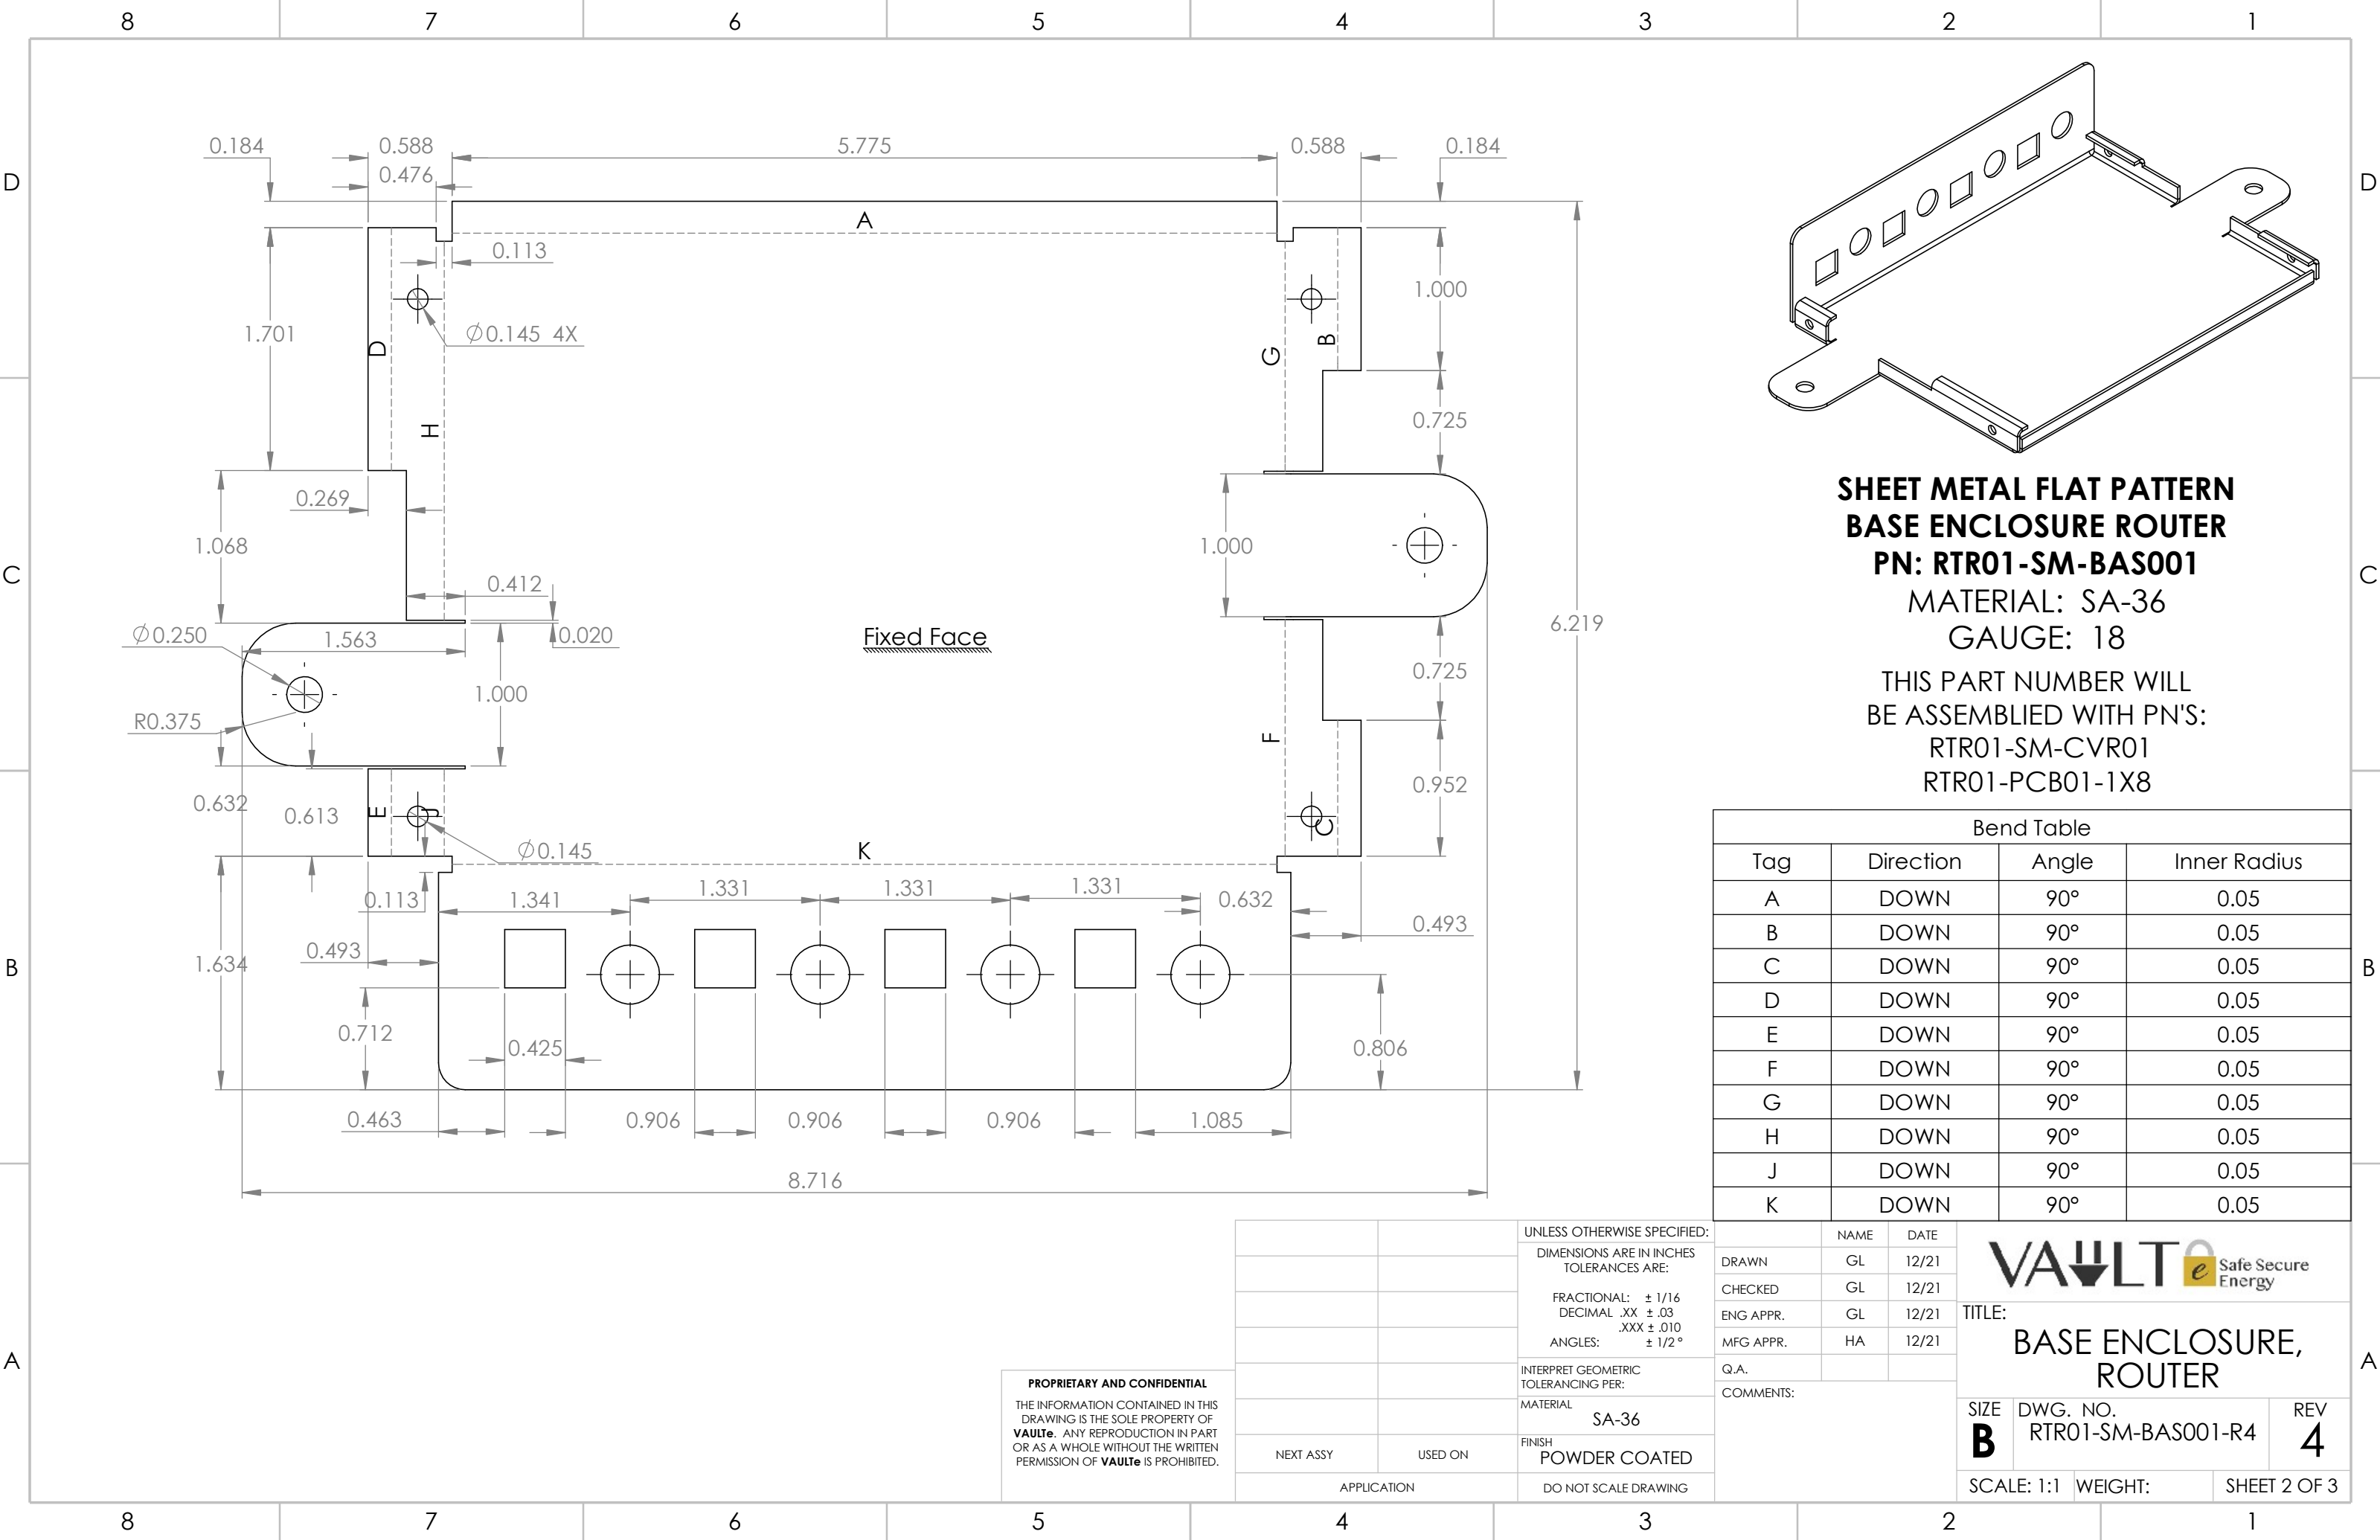 8 7 6 5 4 3 2 1
D
D
C
C
B
B
A
A
0.184 0.588 5.775 0.588 0.184
0.476
A
0.113
1.000
1.701 Ø0.145 4X
D G B
H
0.725
0.269
1.068 1.000
0.412
Ø0.250 1.563 0.020 Fixed Face 6.219
1.000 0.725
R0.375
F
0.632 0.613 E J 0.952
C
Ø0.145 K
0.113 1.341 1.331 1.331 1.331 0.632
0.493
0.493
1.634
0.712 0.425 0.806
0.463 0.906 0.906 0.906 1.085
8.716
SHEET METAL FLAT PATTERN
BASE ENCLOSURE ROUTER
PN: RTR01-SM-BAS001
MATERIAL: SA-36
GAUGE: 18
THIS PART NUMBER WILL
BE ASSEMBLIED WITH PN'S:
RTR01-SM-CVR01
RTR01-PCB01-1X8
Bend Table
Tag Direction Angle Inner Radius
A DOWN 90° 0.05
B DOWN 90° 0.05
C DOWN 90° 0.05
D DOWN 90° 0.05
E DOWN 90° 0.05
F DOWN 90° 0.05
G DOWN 90° 0.05
H DOWN 90° 0.05
J DOWN 90° 0.05
K DOWN 90° 0.05
PROPRIETARY AND CONFIDENTIAL
THE INFORMATION CONTAINED IN THIS
DRAWING IS THE SOLE PROPERTY OF
VAULTe. ANY REPRODUCTION IN PART
OR AS A WHOLE WITHOUT THE WRITTEN
PERMISSION OF VAULTe IS PROHIBITED.
NEXT ASSY USED ON
APPLICATION
UNLESS OTHERWISE SPECIFIED:
DIMENSIONS ARE IN INCHES
TOLERANCES ARE:
FRACTIONAL: ± 1/16
DECIMAL .XX ± .03
.XXX ± .010
ANGLES: ± 1/2 °
INTERPRET GEOMETRIC
TOLERANCING PER:
MATERIAL
SA-36
FINISH
POWDER COATED
DO NOT SCALE DRAWING
NAME DATE
DRAWN GL 12/21
CHECKED GL 12/21
ENG APPR. GL 12/21
MFG APPR. HA 12/21
Q.A.
COMMENTS:
VAULT e Safe Secure
Energy
TITLE:
BASE ENCLOSURE,
ROUTER
SIZE DWG. NO. REV
B RTR01-SM-BAS001-R4 4
SCALE: 1:1 WEIGHT: SHEET 2 OF 3
8 7 6 5 4 3 2 1